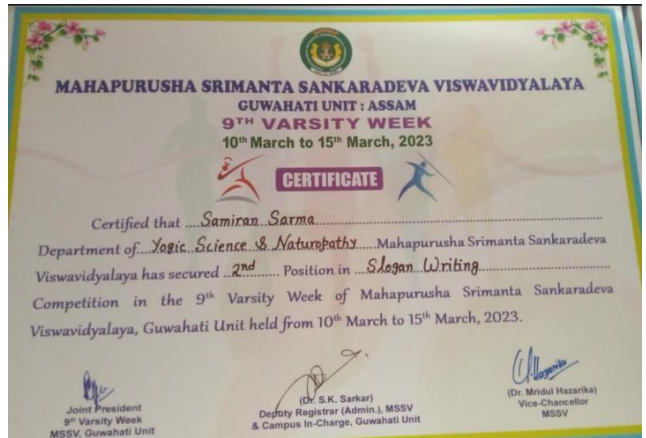 MAHAPURUSHA SRIMANTA SANKARADEVA VISWAVIDYALAYA
GUWAHATI UNIT : ASSAM
9TH VARSITY WEEK
10th March to 15th March, 2023
CERTIFICATE
Certified that Samiran Sarma
Department of Yogic Science & Naturopathy Mahapurusha Srimanta Sankaradeva
Viswavidyalaya has secured 2nd Position in Slogan Writing
Competition in the 9th Varsity Week of Mahapurusha Srimanta Sankaradeva
Viswavidyalaya, Guwahati Unit held from 10th March to 15th March, 2023.
Joint President
9th Varsity Week
MSSV, Guwahati Unit
(Dr. S.K. Sarkar)
Deputy Registrar (Admin.), MSSV
& Campus In-Charge, Guwahati Unit
(Dr. Mridul Hazarika)
Vice-Chancellor
MSSV